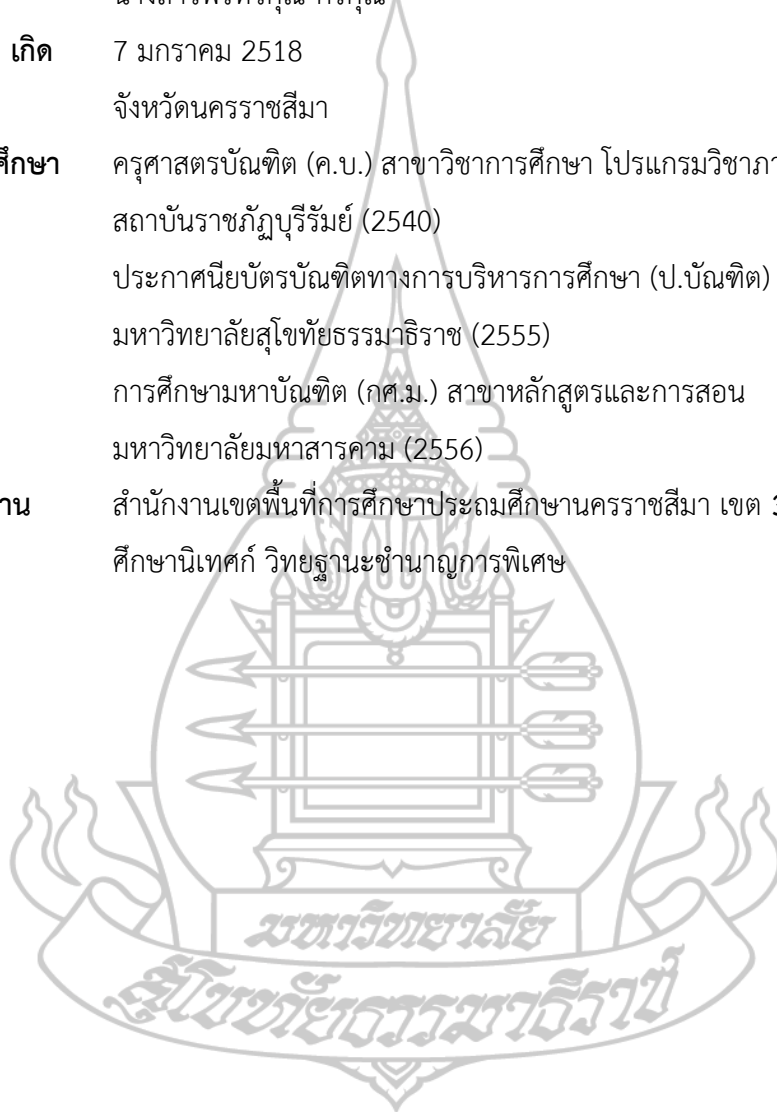 เกิด 7 มกราคม 2518
จังหวัดนครราชสีมา
ศึกษา ครุศาสตรบัณฑิต (ค.บ.) สาขาวิชาการศึกษา โปรแกรมวิชาภา
สถาบันราชภัฏบุรีรัมย์ (2540)
ประกาศนียบัตรบัณฑิตทางการบริหารการศึกษา (ป.บัณฑิต)
มหาวิทยาลัยสุโขทัยธรรมาธิราช (2555)
การศึกษามหาบัณฑิต (กศ.ม.) สาขาหลักสูตรและการสอน
มหาวิทยาลัยมหาสารคาม (2556)
าน สำนักงานเขตพื้นที่การศึกษาประถมศึกษานครราชสีมา เขต 3
ศึกษานิเทศก์ วิทยฐานะชำนาญการพิเศษ
มหาวิทยาลัย
สุโขทัยธรรมาธิราช